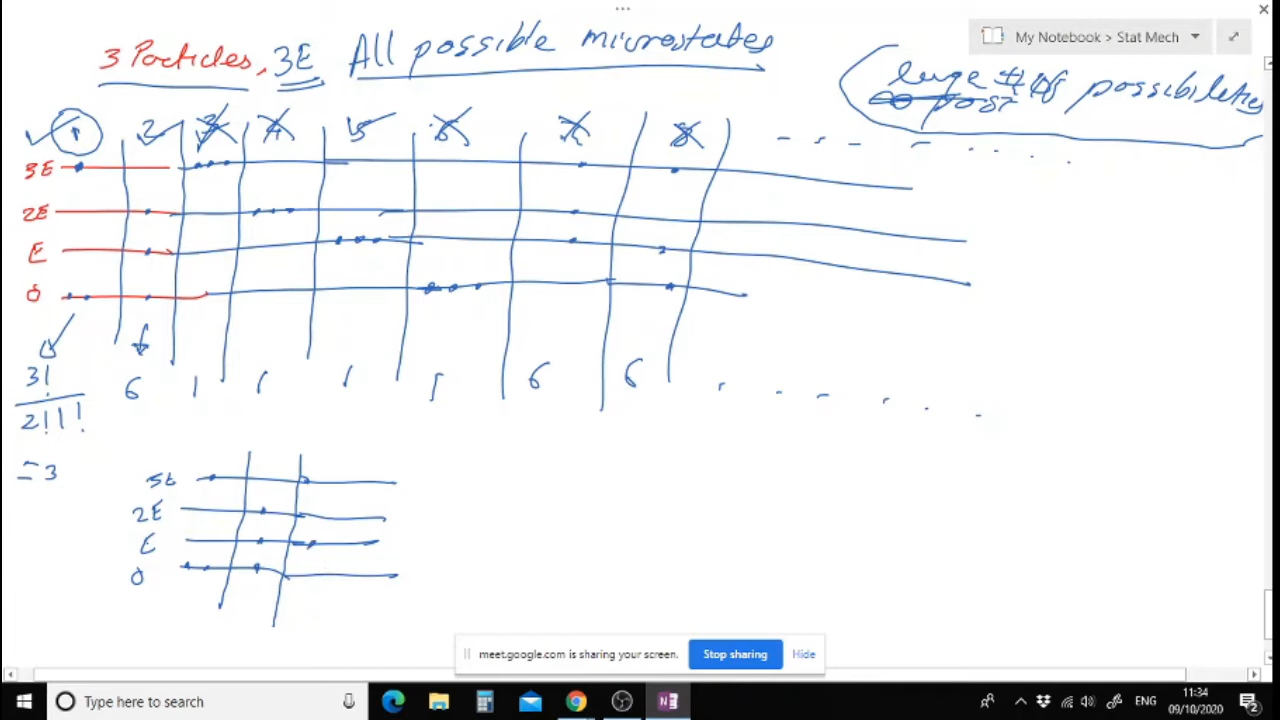 My Notebook > Stat Mech
3 Particles, 3E All possible microstates
large # of possibilities
1 2 3 4 5 6 7 8
3E
2E
E
0
3!
2!1!
6 1 1 1 1 6 6
= 3
3E
2E
E
0
meet.google.com is sharing your screen. Stop sharing Hide
Type here to search
ENG
11:34
09/10/2020
2